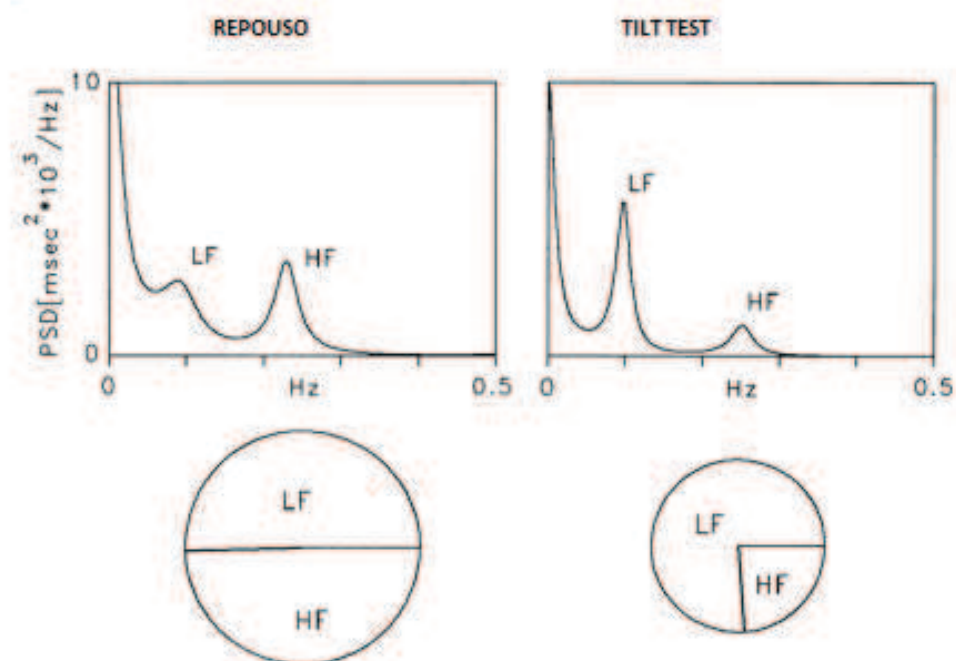 REPOUSO
TILT TEST
PSD[msec²*10³/Hz]
10
0
LF
HF
0
Hz
0.5
LF
HF
0
Hz
0.5
LF
HF
LF
HF